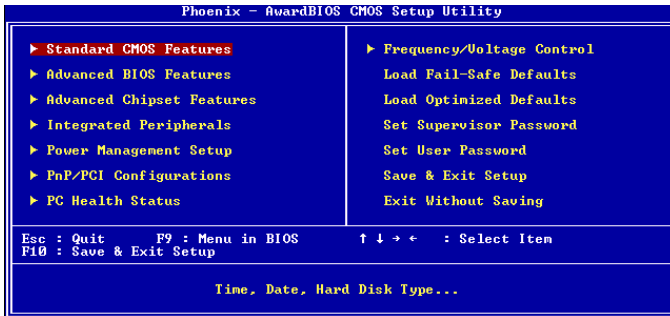 Phoenix - AwardBIOS CMOS Setup Utility
► Standard CMOS Features
► Advanced BIOS Features
► Advanced Chipset Features
► Integrated Peripherals
► Power Management Setup
► PnP/PCI Configurations
► PC Health Status
► Frequency/Voltage Control
Load Fail-Safe Defaults
Load Optimized Defaults
Set Supervisor Password
Set User Password
Save & Exit Setup
Exit Without Saving
Esc : Quit F9 : Menu in BIOS ↑ ↓ → ← : Select Item
F10 : Save & Exit Setup
Time, Date, Hard Disk Type...